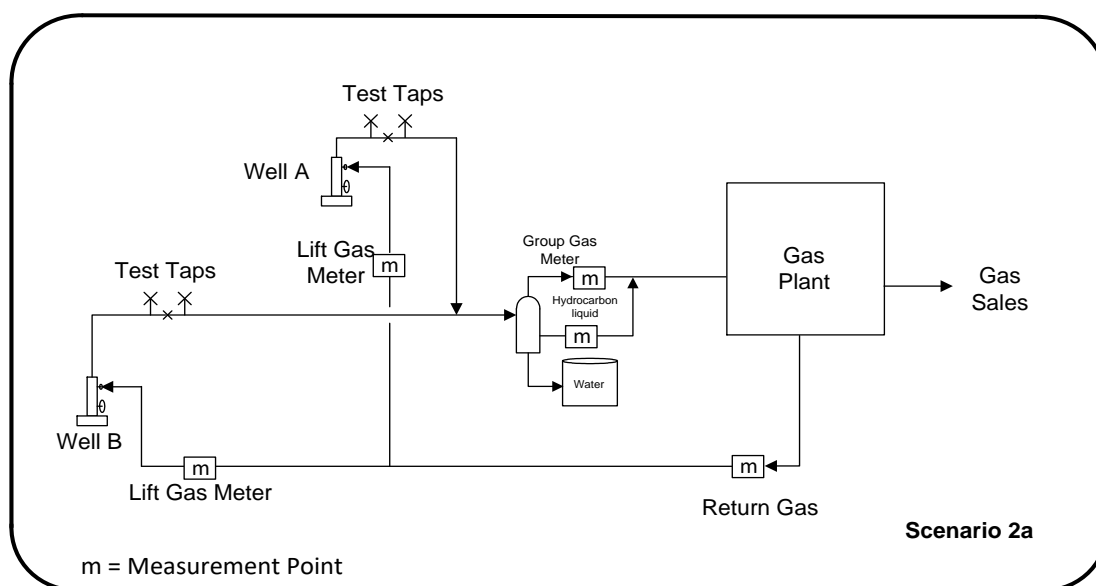 Test Taps
Well A
Lift Gas
Meter
m
Group Gas
Meter
m
Hydrocarbon
liquid
m
Water
Gas
Plant
Gas
Sales
Test Taps
Well B
m
Lift Gas Meter
m
Return Gas
Scenario 2a
m = Measurement Point